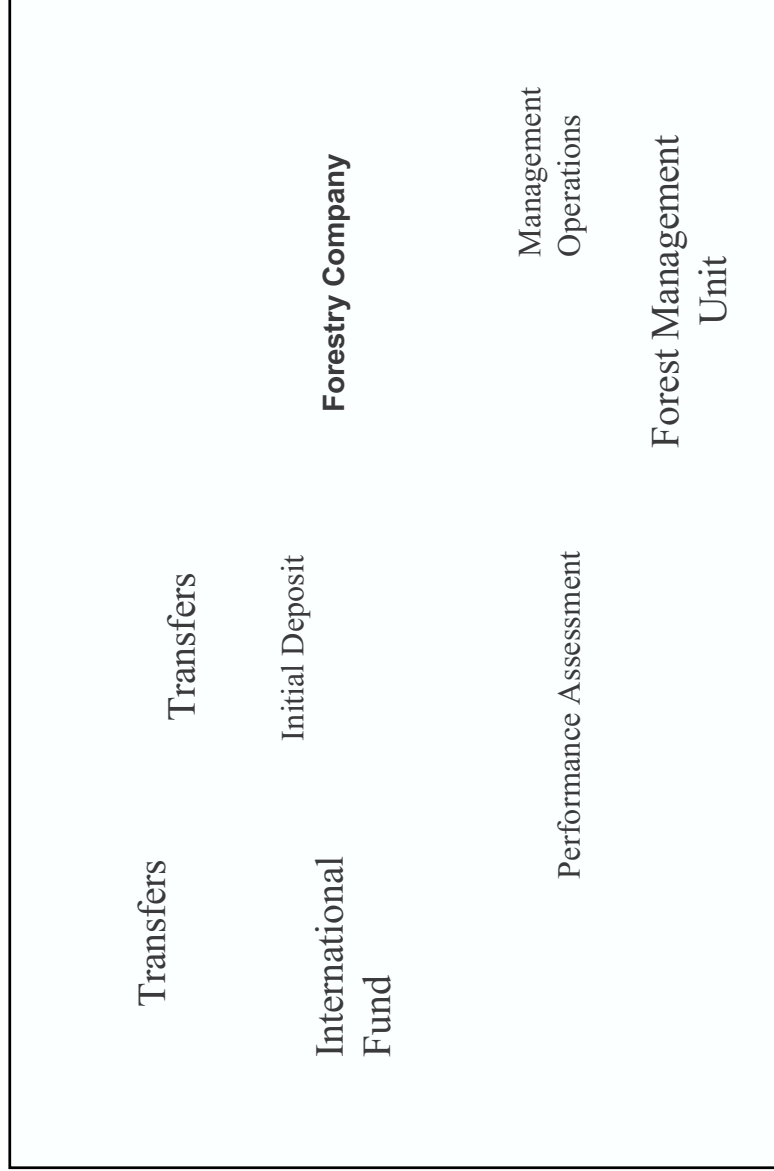 Transfers
Transfers
Initial Deposit
International
Fund
Forestry Company
Management
Operations
Performance Assessment
Forest Management
Unit